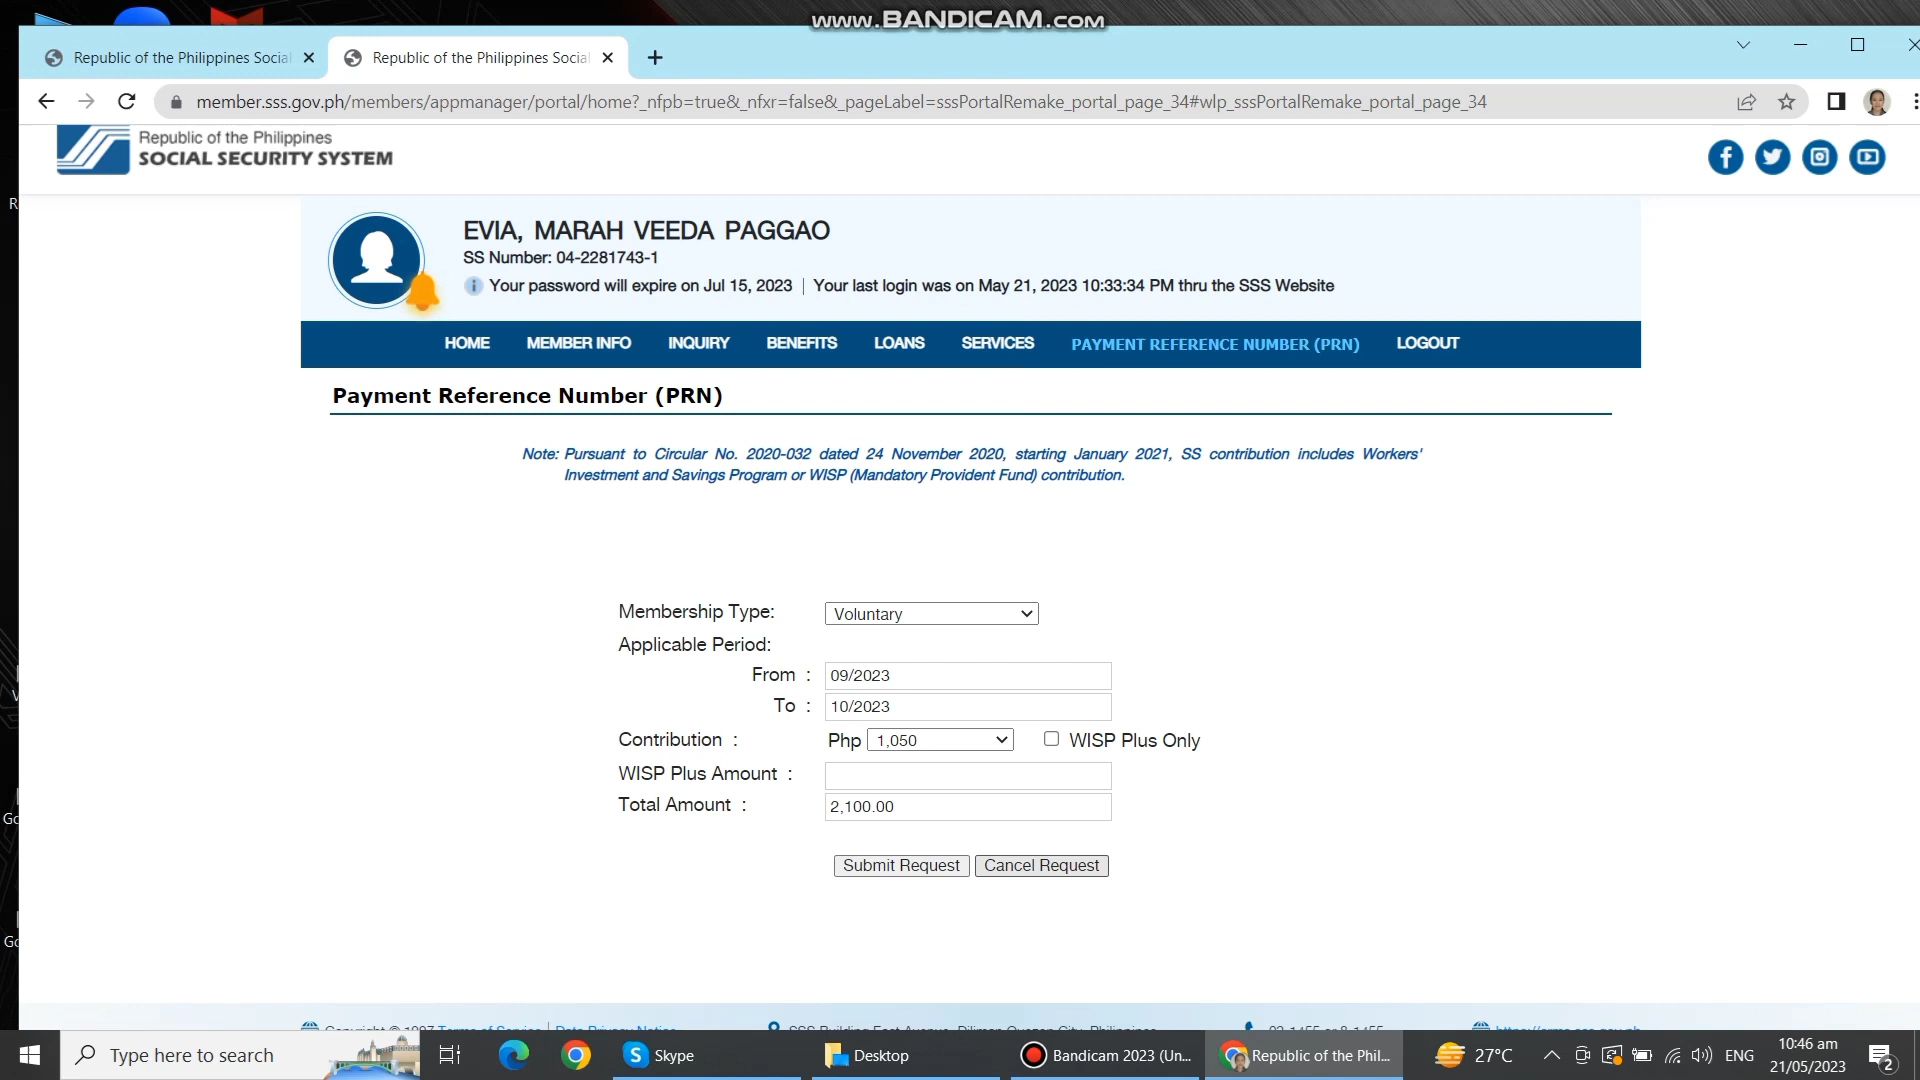 www.BANDICAM.com
Republic of the Philippines Social
Republic of the Philippines Social
member.sss.gov.ph/members/appmanager/portal/home?_nfpb=true&_nfxr=false&_pageLabel=sssPortalRemake_portal_page_34#wlp_sssPortalRemake_portal_page_34
Republic of the Philippines
SOCIAL SECURITY SYSTEM
EVIA, MARAH VEEDA PAGGAO
SS Number: 04-2281743-1
Your password will expire on Jul 15, 2023 | Your last login was on May 21, 2023 10:33:34 PM thru the SSS Website
HOME MEMBER INFO INQUIRY BENEFITS LOANS SERVICES PAYMENT REFERENCE NUMBER (PRN) LOGOUT
Payment Reference Number (PRN)
Note: Pursuant to Circular No. 2020-032 dated 24 November 2020, starting January 2021, SS contribution includes Workers'
Investment and Savings Program or WISP (Mandatory Provident Fund) contribution.
Membership Type: Voluntary
Applicable Period:
From : 09/2023
To : 10/2023
Contribution : Php 1,050 WISP Plus Only
WISP Plus Amount :
Total Amount : 2,100.00
Submit Request Cancel Request
Copyright © 1997 Terms of Service | Data Privacy Notice SSS Building East Avenue, Diliman Quezon City, Philippines
Type here to search Skype Desktop Bandicam 2023 (Un... Republic of the Phil... 27°C ENG 10:46 am
21/05/2023
2